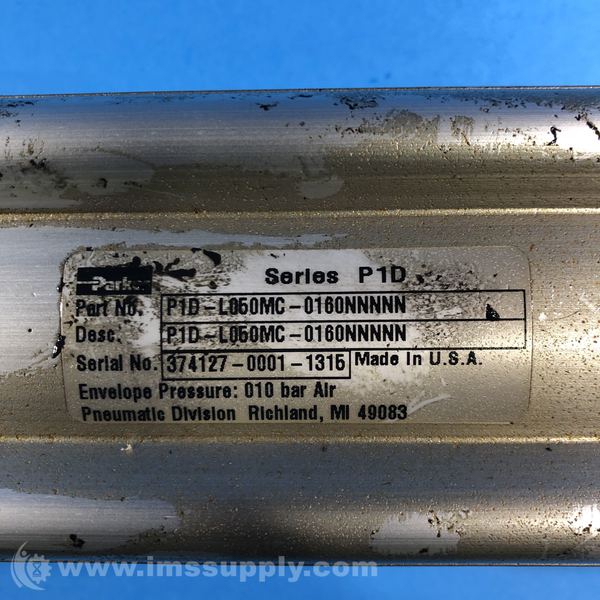 Parker
Series P1D
Part No. P1D-L050MC-0160NNNNN
Desc. P1D-L050MC-0160NNNNN
Serial No. 374127-0001-1315 Made In U.S.A.
Envelope Pressure: 010 bar Air
Pneumatic Division Richland, MI 49083
www.imssupply.com